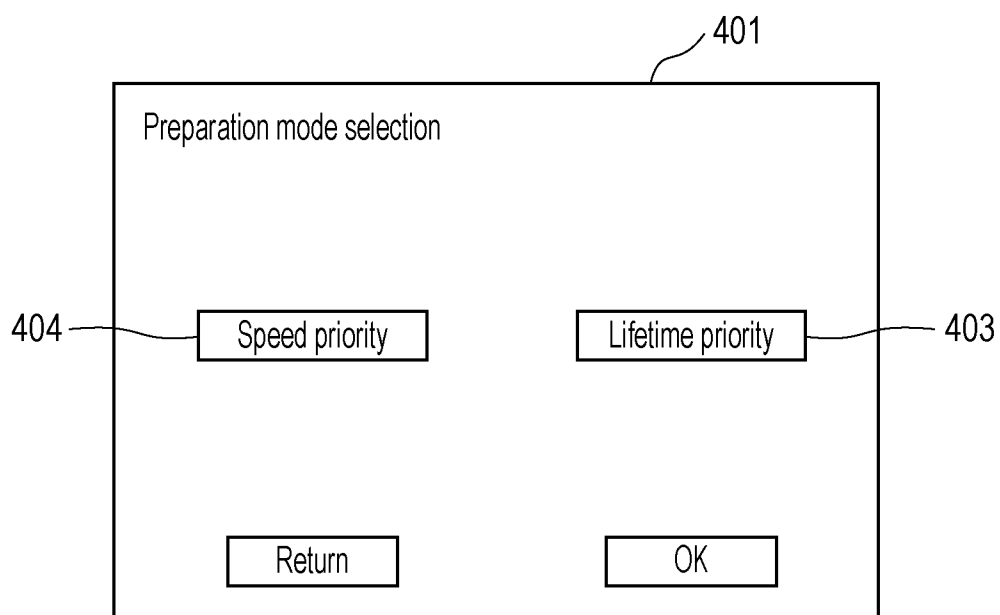 401
Preparation mode selection
404
Speed priority
Lifetime priority
403
Return
OK